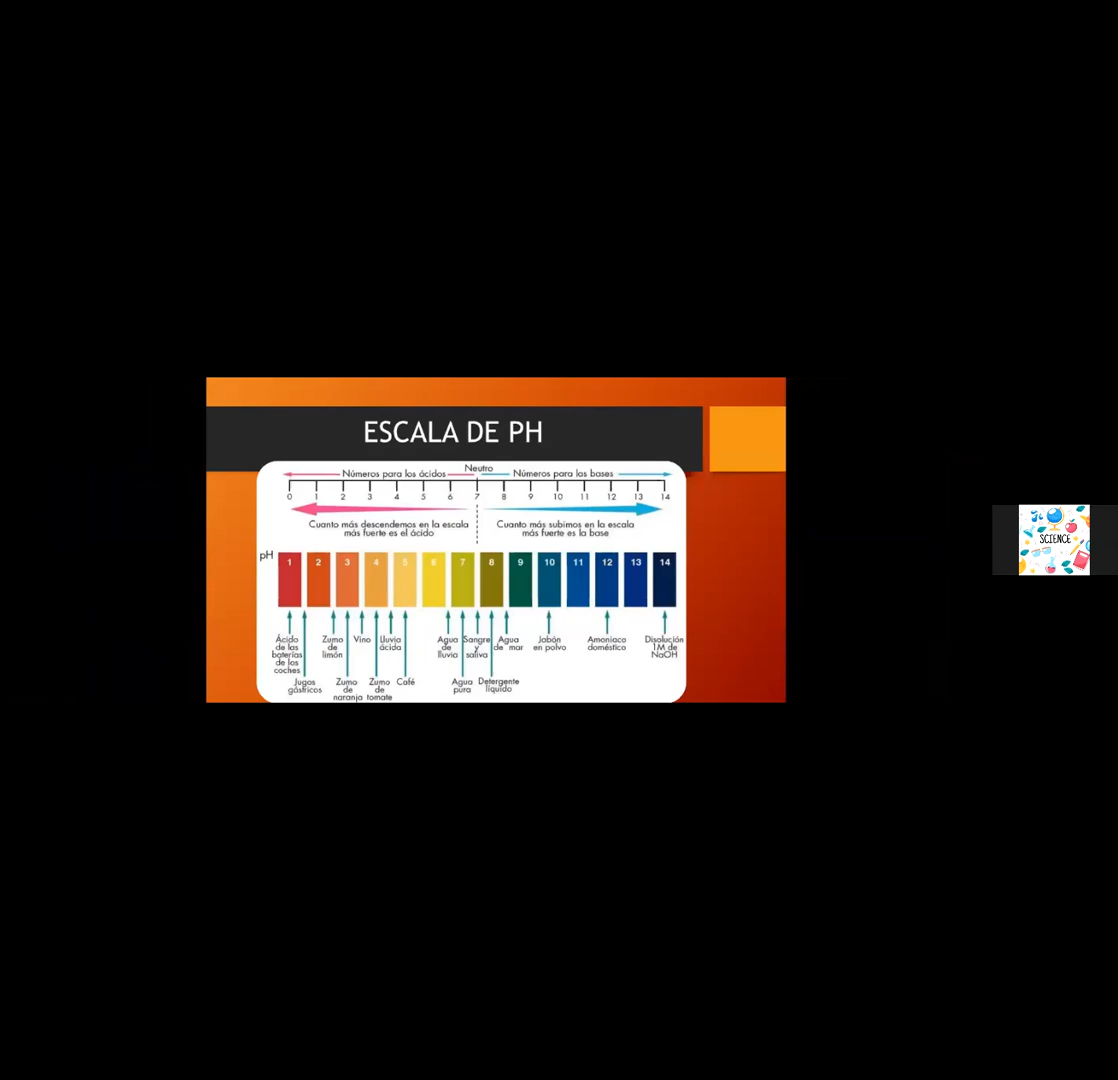 ESCALA DE PH
Neutro
Números para los ácidos
Números para las bases
0 1 2 3 4 5 6 7 8 9 10 11 12 13 14
Cuanto más descendemos en la escala
más fuerte es el ácido
Cuanto más subimos en la escala
más fuerte es la base
pH
1 2 3 4 5 6 7 8 9 10 11 12 13 14
Ácido
de las
baterías
de los
coches
Jugos
gástricos
Zumo
de
limón
Zumo
de
naranja
Vino
Zumo
de
tomate
Lluvia
ácida
Café
Agua
de
lluvia
Agua
pura
Sangre
y
saliva
Detergente
líquido
Agua
de mar
Jabón
en polvo
Amoniaco
doméstico
Disolución
1M de
NaOH
SCIENCE